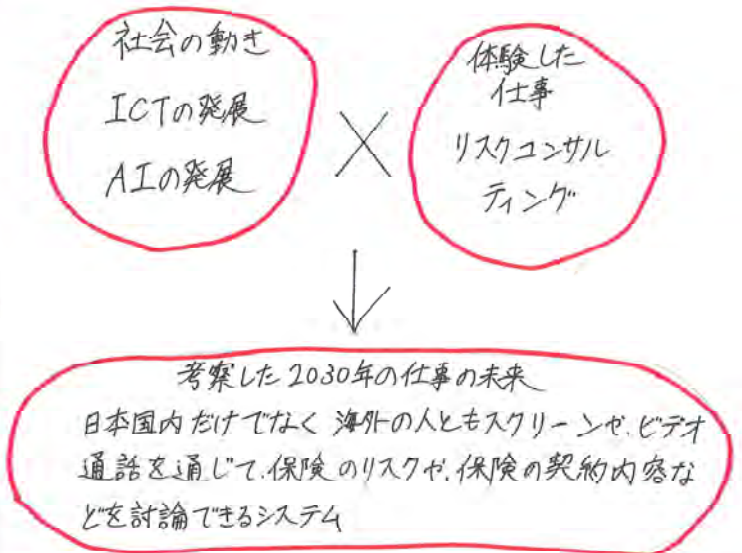 社会の動き
ICTの発展
AIの発展
×
体験した
仕事
リスクコンサル
ティング
↓
考察した2030年の仕事の未来
日本国内だけでなく海外の人ともスクリーンや、ビデオ
通話を通じて、保険のリスクや、保険の契約内容な
どを討論できるシステム